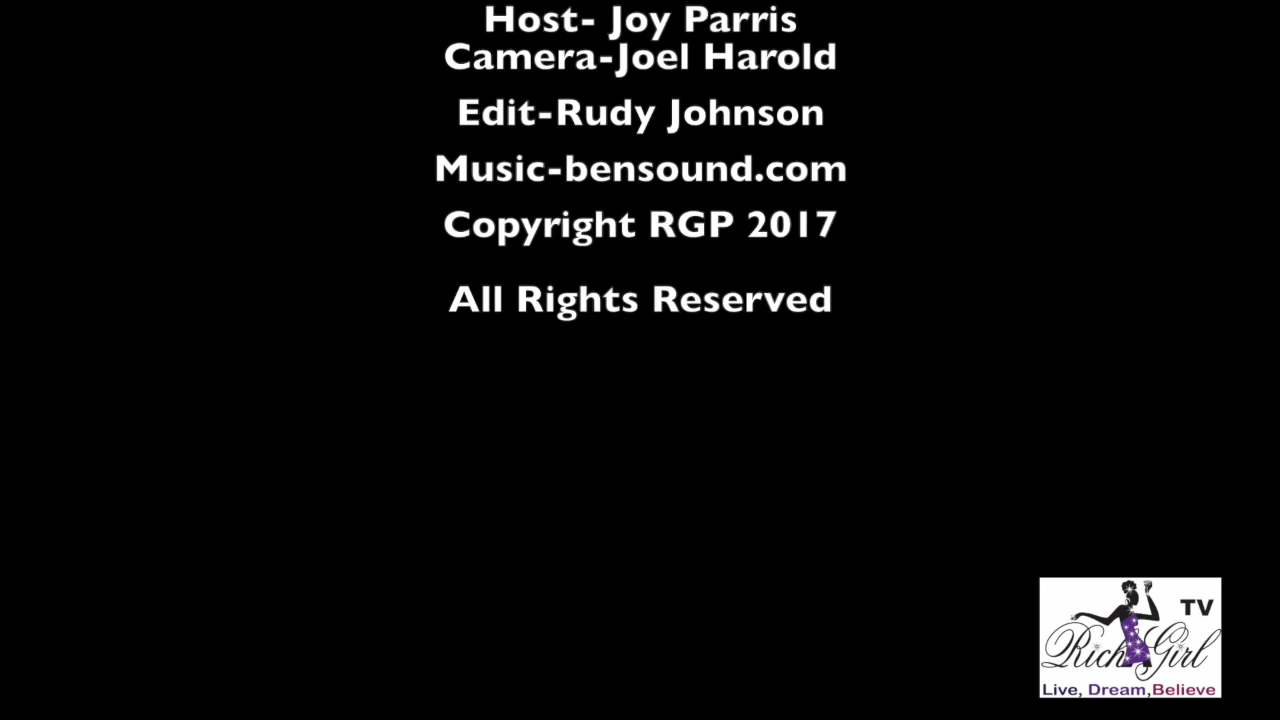 Host- Joy Parris
Camera-Joel Harold
Edit-Rudy Johnson
Music-bensound.com
Copyright RGP 2017
All Rights Reserved
TV
Rich Girl
Live, Dream,Believe